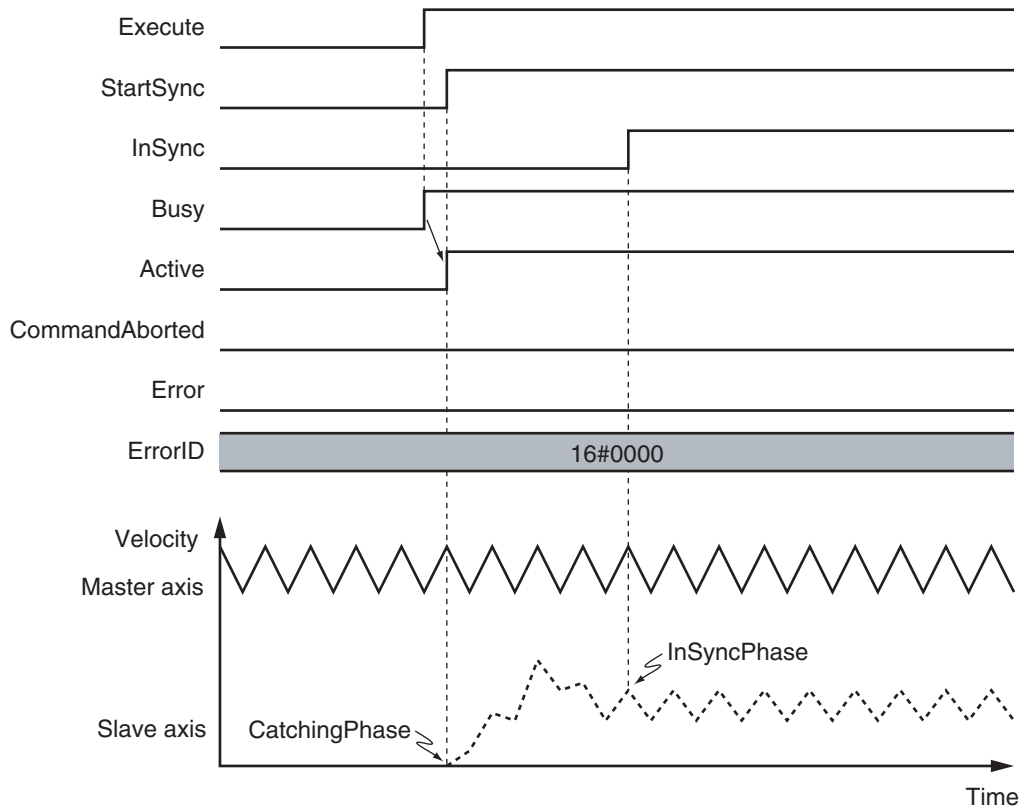 Execute
StartSync
InSync
Busy
Active
CommandAborted
Error
ErrorID
16#0000
Velocity
Master axis
InSyncPhase
Slave axis
CatchingPhase
Time